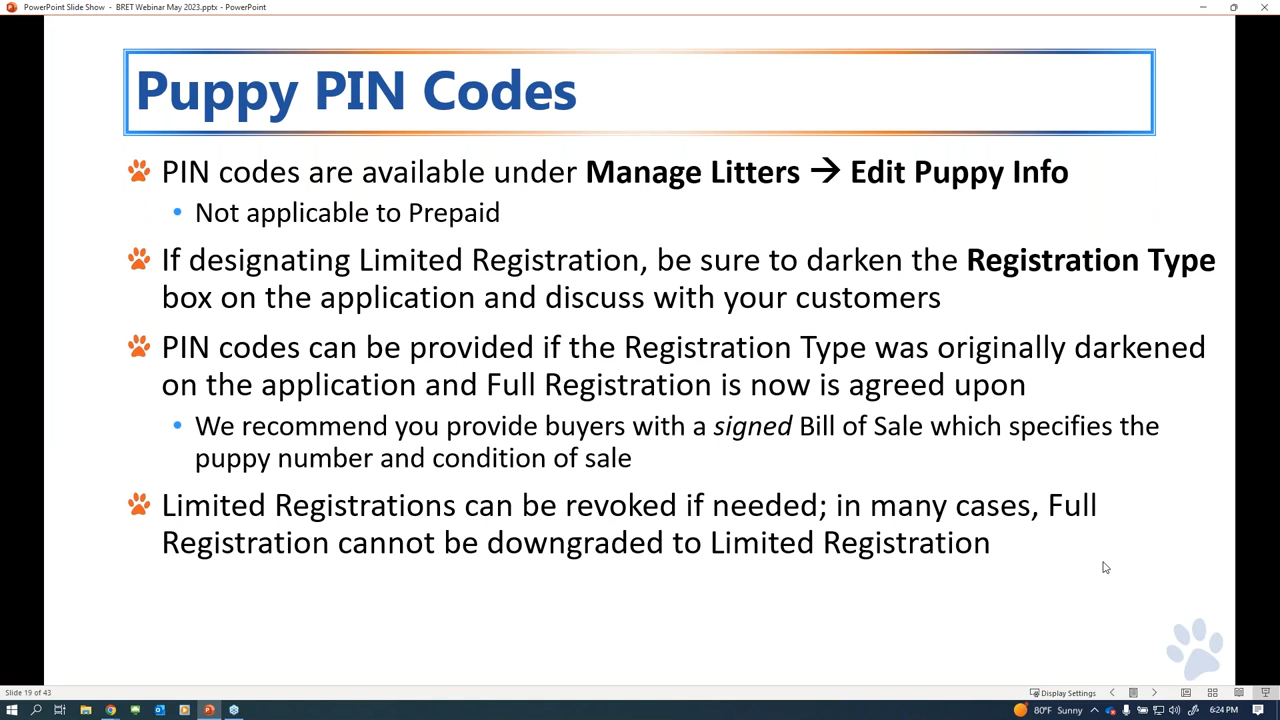 PowerPoint Slide Show - BRET Webinar May 2023.pptx - PowerPoint
Puppy PIN Codes
PIN codes are available under Manage Litters → Edit Puppy Info
• Not applicable to Prepaid
If designating Limited Registration, be sure to darken the Registration Type
box on the application and discuss with your customers
PIN codes can be provided if the Registration Type was originally darkened
on the application and Full Registration is now is agreed upon
• We recommend you provide buyers with a signed Bill of Sale which specifies the
puppy number and condition of sale
Limited Registrations can be revoked if needed; in many cases, Full
Registration cannot be downgraded to Limited Registration
Slide 19 of 43
Display Settings
80°F Sunny
6:24 PM